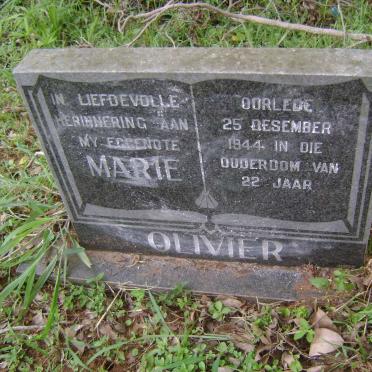 IN LIEFDEVOLLE
HERINNERING AAN
MY EGGENOTE
MARIE
OORLEDE
25 DESEMBER
1944 IN DIE
OUDERDOM VAN
22 JAAR
OLIVIER